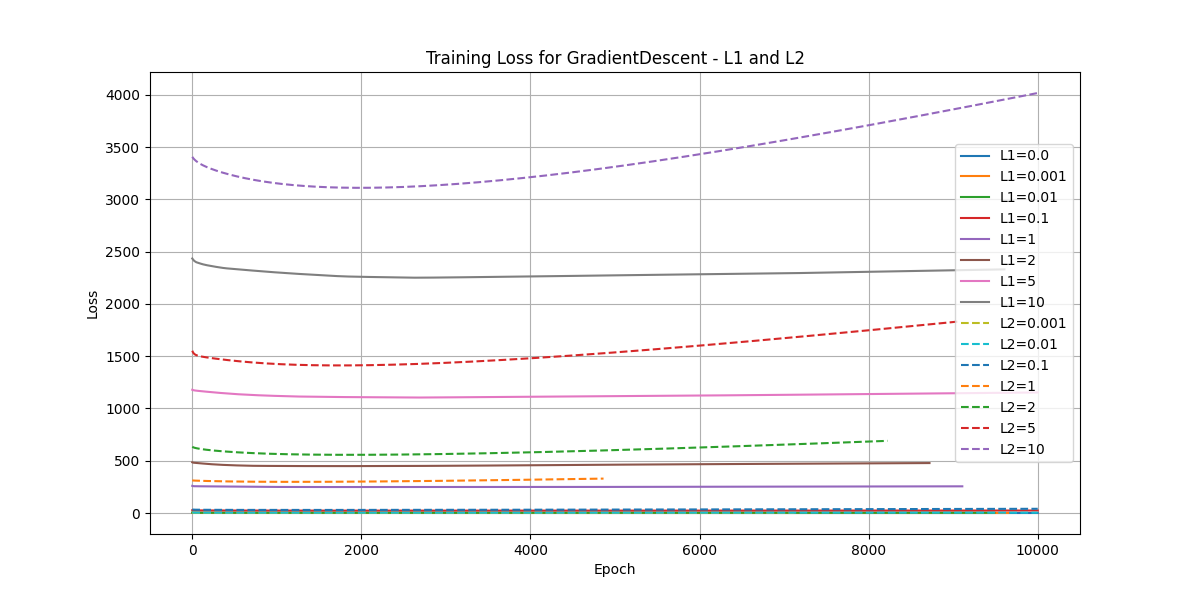 Training Loss for GradientDescent - L1 and L2
Loss
4000
3500
3000
2500
2000
1500
1000
500
0
0
2000
4000
6000
8000
10000
Epoch
L1=0.0
L1=0.001
L1=0.01
L1=0.1
L1=1
L1=2
L1=5
L1=10
L2=0.001
L2=0.01
L2=0.1
L2=1
L2=2
L2=5
L2=10